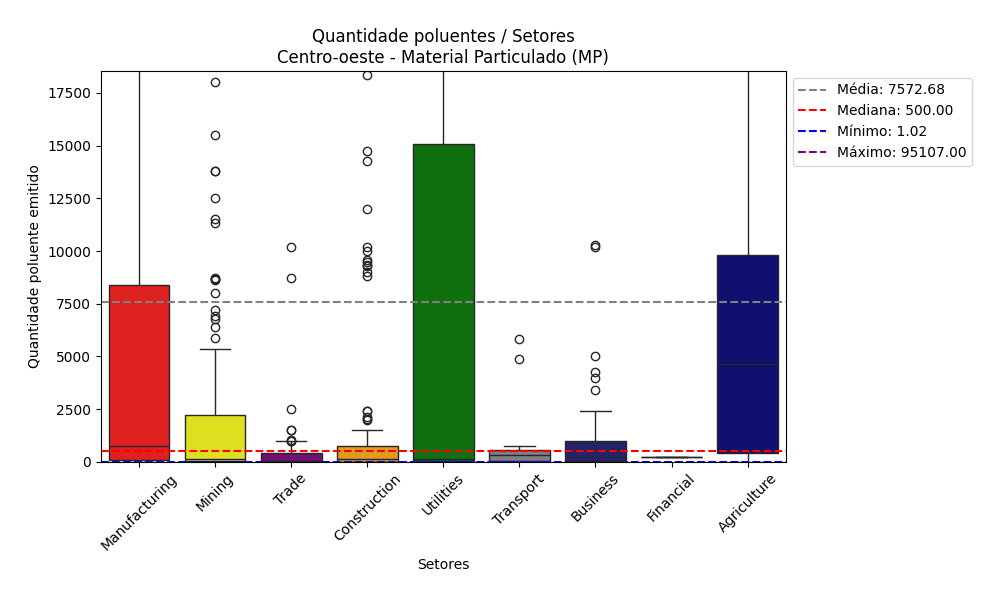 Quantidade poluentes / Setores
Centro-oeste - Material Particulado (MP)
Média: 7572.68
Mediana: 500.00
Mínimo: 1.02
Máximo: 95107.00
Quantidade poluente emitido
17500
15000
12500
10000
7500
5000
2500
0
Manufacturing
Mining
Trade
Construction
Utilities
Transport
Business
Financial
Agriculture
Setores